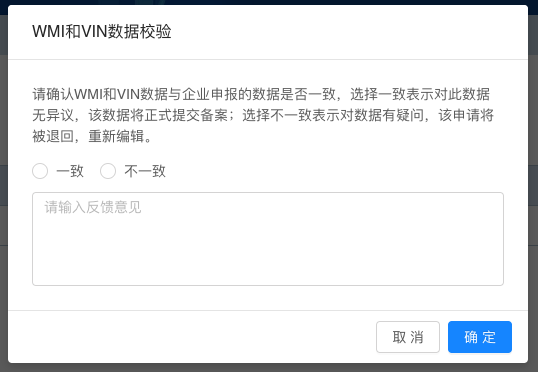 WMI和VIN数据校验
请确认WMI和VIN数据与企业申报的数据是否一致，选择一致表示对此数据
无异议，该数据将正式提交备案；选择不一致表示对数据有疑问，该申请将
被退回，重新编辑。
一致 不一致
请输入反馈意见
取 消 确 定